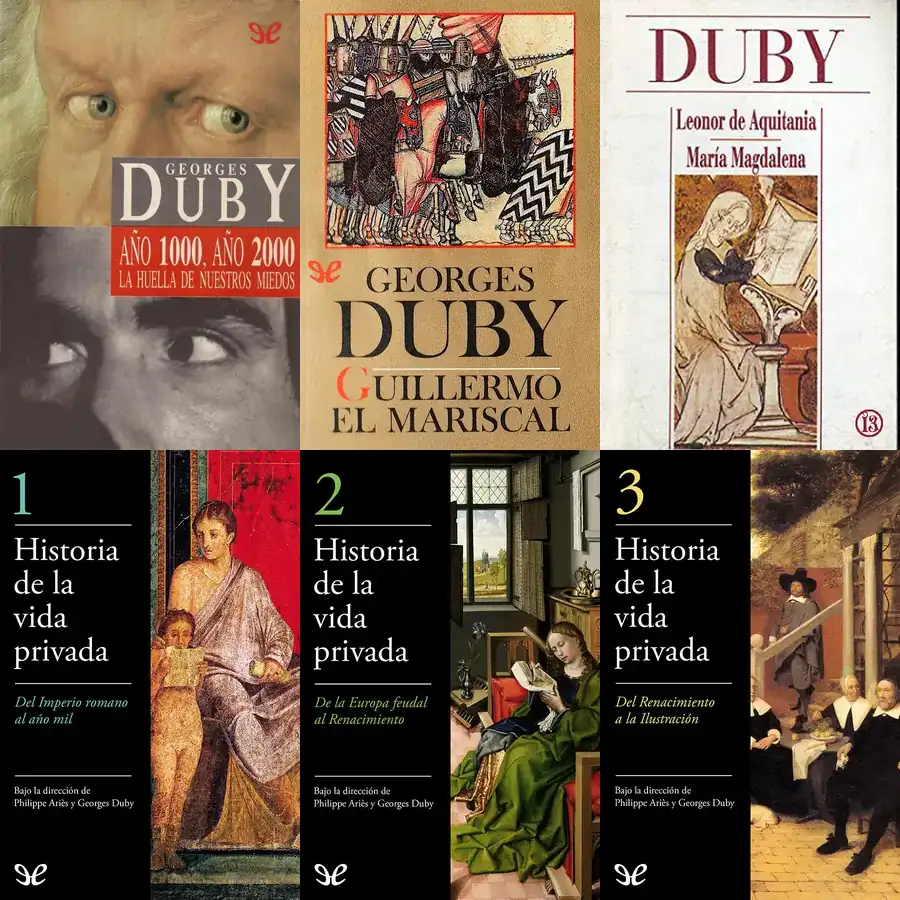 GEORGES
DUBY
AÑO 1000, AÑO 2000
LA HUELLA DE NUESTROS MIEDOS
GEORGES
DUBY
GUILLERMO
EL MARISCAL
DUBY
Leonor de Aquitania
María Magdalena
13
1
Historia
de la
vida
privada
Del Imperio romano
al año mil
Bajo la dirección de
Philippe Ariès y Georges Duby
2
Historia
de la
vida
privada
De la Europa feudal
al Renacimiento
Bajo la dirección de
Philippe Ariès y Georges Duby
3
Historia
de la
vida
privada
Del Renacimiento
a la Ilustración
Bajo la dirección de
Philippe Ariès y Georges Duby